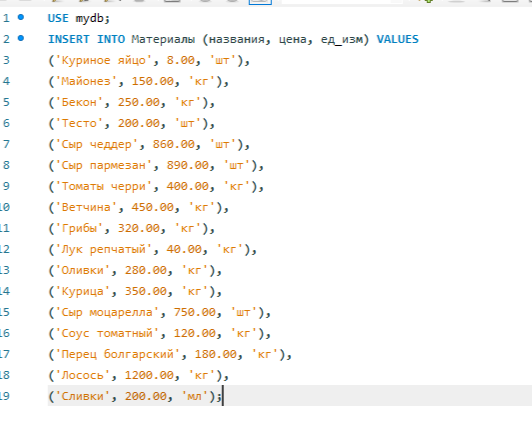 1 USE mydb;
2 INSERT INTO Материалы (названия, цена, ед_изм) VALUES
3 ('Куриное яйцо', 8.00, 'шт'),
4 ('Майонез', 150.00, 'кг'),
5 ('Бекон', 250.00, 'кг'),
6 ('Тесто', 200.00, 'шт'),
7 ('Сыр чеддер', 860.00, 'шт'),
8 ('Сыр пармезан', 890.00, 'шт'),
9 ('Томаты черри', 400.00, 'кг'),
10 ('Ветчина', 450.00, 'кг'),
11 ('Грибы', 320.00, 'кг'),
12 ('Лук репчатый', 40.00, 'кг'),
13 ('Оливки', 280.00, 'кг'),
14 ('Курица', 350.00, 'кг'),
15 ('Сыр моцарелла', 750.00, 'шт'),
16 ('Соус томатный', 120.00, 'кг'),
17 ('Перец болгарский', 180.00, 'кг'),
18 ('Лосось', 1200.00, 'кг'),
19 ('Сливки', 200.00, 'мл');